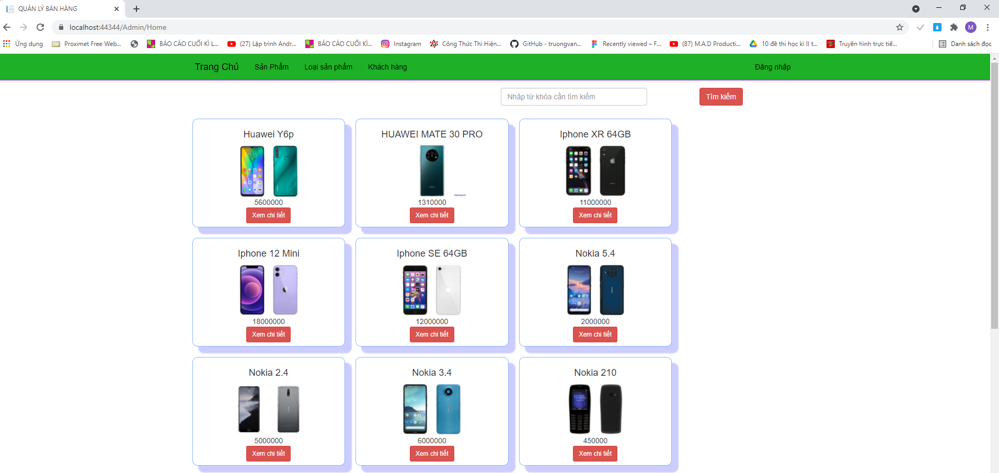 QUẢN LÝ BÁN HÀNG
localhost:44344/Admin/Home
M
Ứng dụng
Proximet Free Web...
BÁO CÁO CUỐI KÌ L...
(27) Lập trình Andr...
BÁO CÁO CUỐI KÌ...
Instagram
Công Thức Thì Hiện...
GitHub - truongvan...
Recently viewed – F...
(87) M.A.D Producti...
10 đề thi học kì II t...
Truyền hình trực tiế...
Danh sách đọc
Trang Chủ
Sản Phẩm
Loại sản phẩm
Khách hàng
Đăng nhập
Nhập từ khóa cần tìm kiếm
Tìm kiếm
Huawei Y6p
HUAWEI MATE 30 PRO
Iphone XR 64GB
5600000
1310000
11000000
Xem chi tiết
Xem chi tiết
Xem chi tiết
Iphone 12 Mini
Iphone SE 64GB
Nokia 5.4
18000000
12000000
2000000
Xem chi tiết
Xem chi tiết
Xem chi tiết
Nokia 2.4
Nokia 3.4
Nokia 210
12:02
5000000
6000000
450000
Xem chi tiết
Xem chi tiết
Xem chi tiết